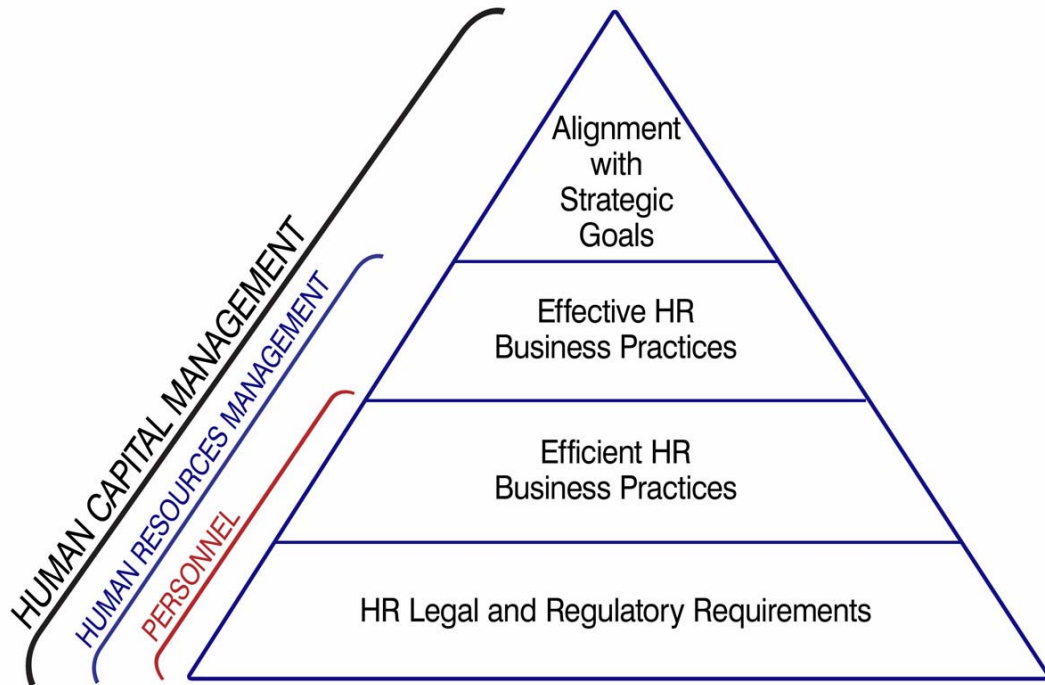 Alignment
with
Strategic
Goals
Effective HR
Business Practices
Efficient HR
Business Practices
HR Legal and Regulatory Requirements
HUMAN CAPITAL MANAGEMENT
HUMAN RESOURCES MANAGEMENT
PERSONNEL